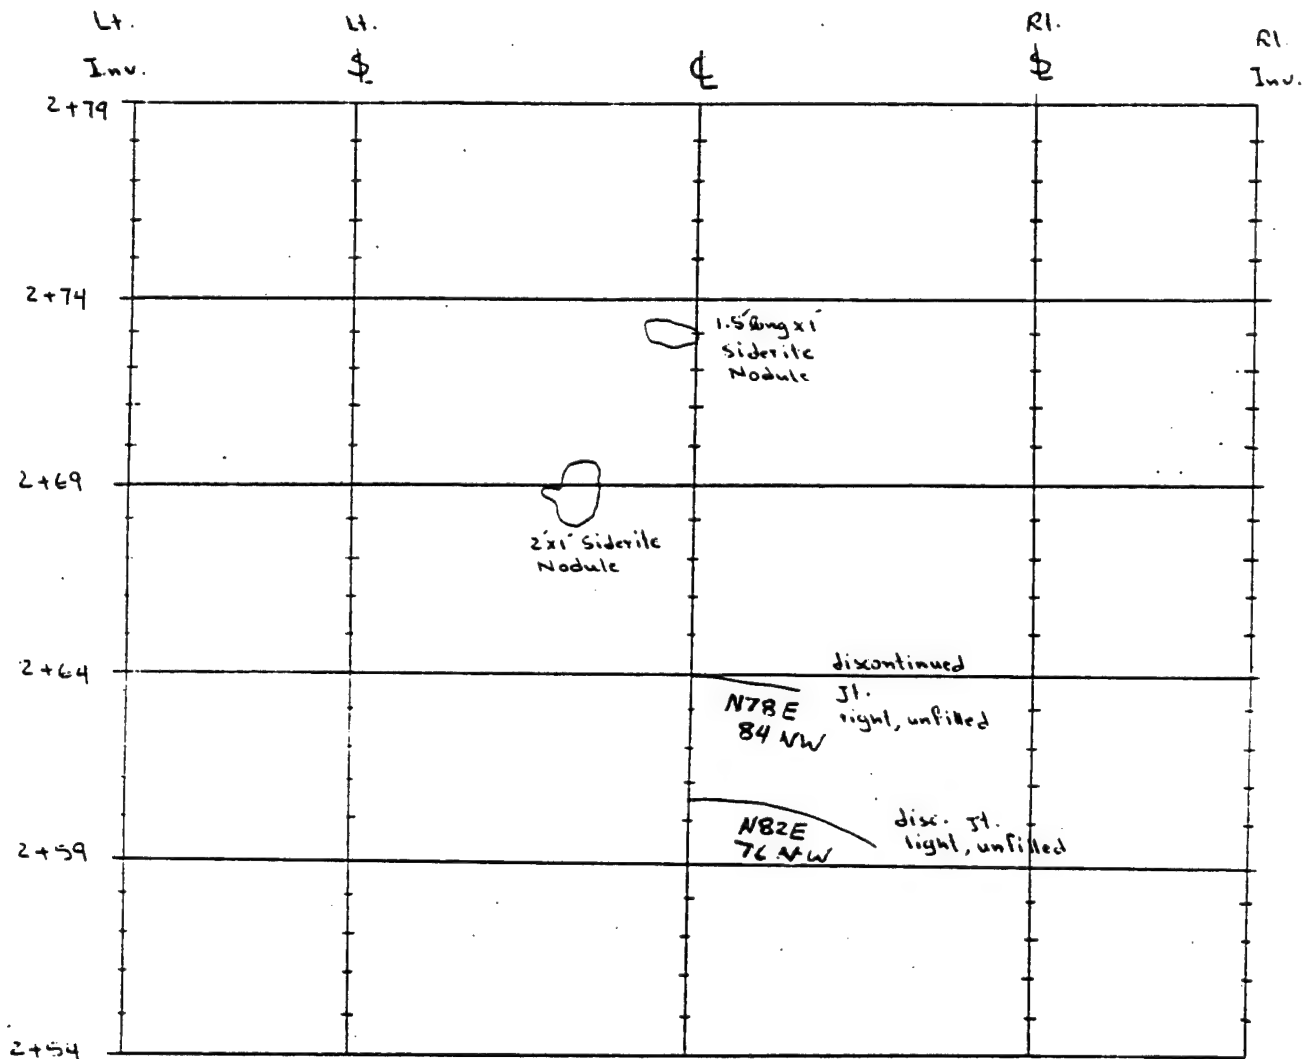 Lt. Lt. Rt. Rt.
Inv. ℄ Inv.
2+79
2+74
1.5' long x 1'
Siderite
Nodule
2+69
2'x1' Siderite
Nodule
2+64
discontinued
Jt.
tight, unfilled
N78E
84 NW
disc. Jt.
tight, unfilled
N82E
76 NW
2+59
2+54